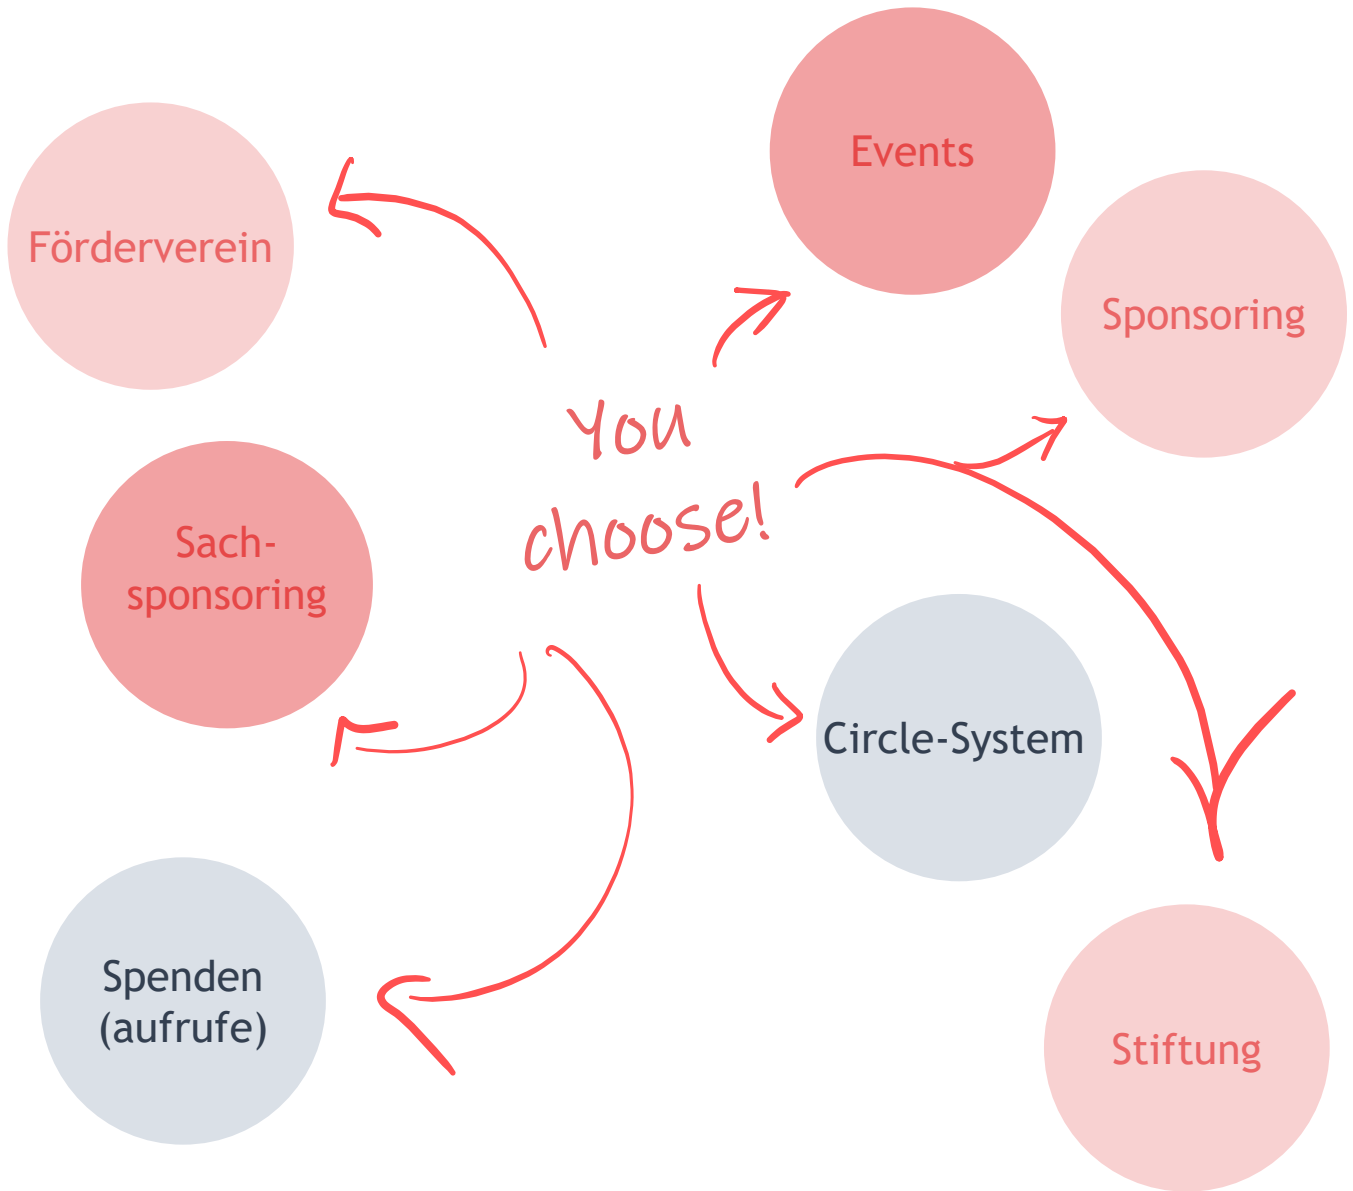 Events
Förderverein
Sponsoring
You
choose!
Sach-
sponsoring
Circle-System
Spenden
(aufrufe)
Stiftung